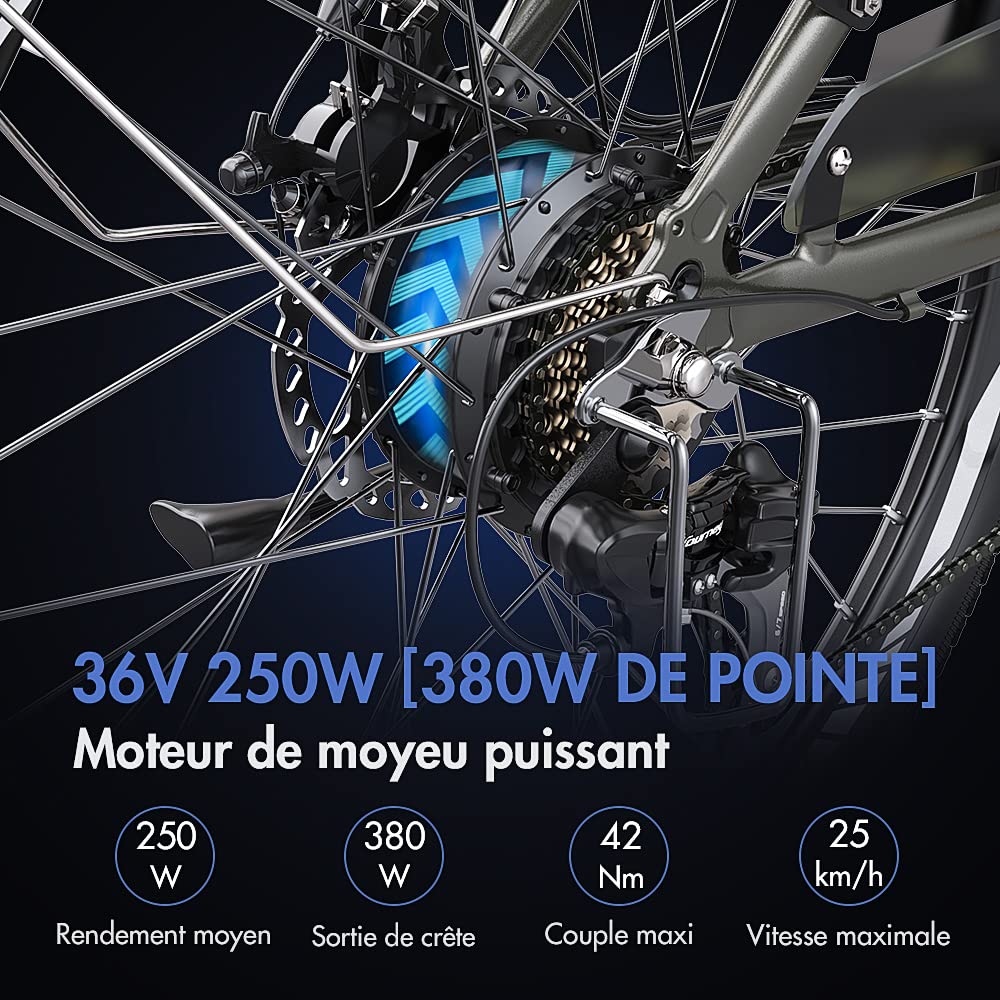 ourney
36V 250W [380W DE POINTE]
Moteur de moyeu puissant
250
W
380
W
42
Nm
25
km/h
Rendement moyen
Sortie de crête
Couple maxi
Vitesse maximale